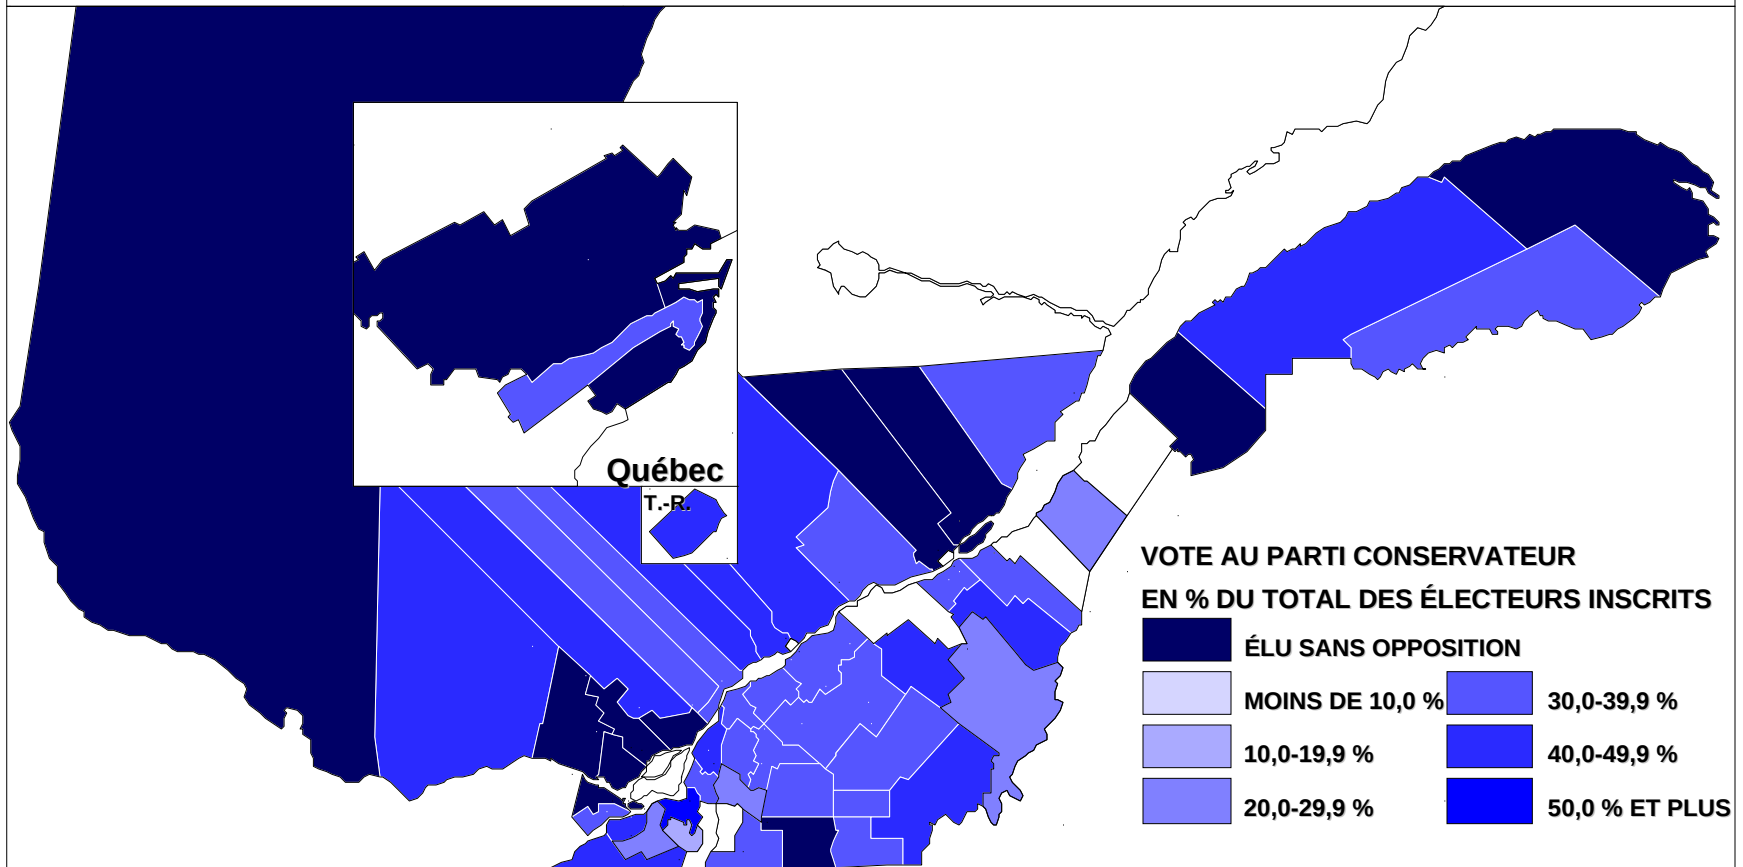 Québec
T.-R.
VOTE AU PARTI CONSERVATEUR
EN % DU TOTAL DES ÉLECTEURS INSCRITS
ÉLU SANS OPPOSITION
MOINS DE 10,0 %
30,0-39,9 %
10,0-19,9 %
40,0-49,9 %
20,0-29,9 %
50,0 % ET PLUS